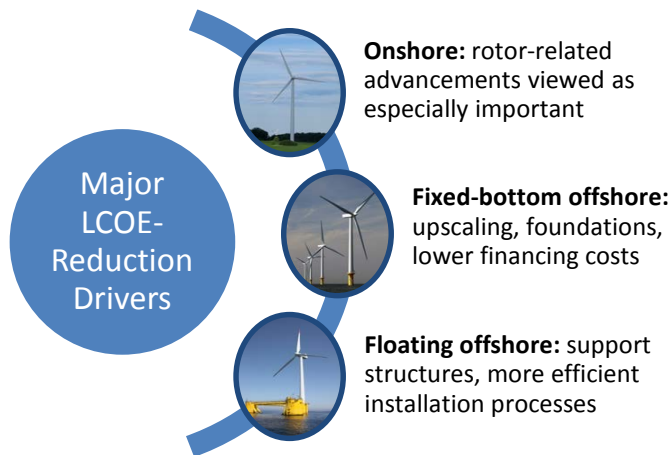 Major
LCOE-
Reduction
Drivers
Onshore: rotor-related
advancements viewed as
especially important
Fixed-bottom offshore:
upscaling, foundations,
lower financing costs
Floating offshore: support
structures, more efficient
installation processes